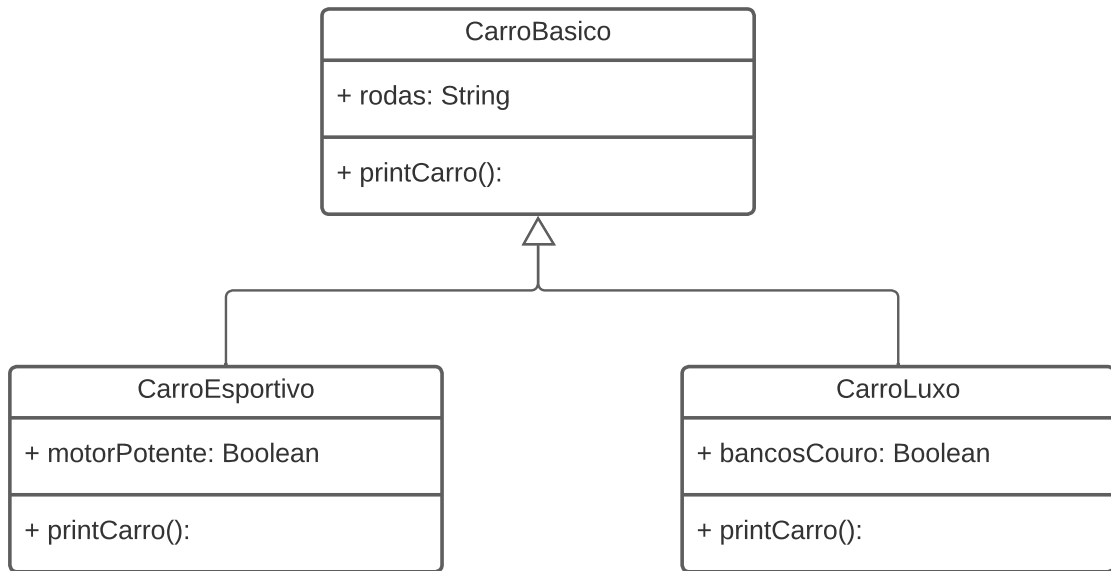 CarroBasico
+ rodas: String
+ printCarro():
CarroEsportivo
+ motorPotente: Boolean
+ printCarro():
CarroLuxo
+ bancosCouro: Boolean
+ printCarro():